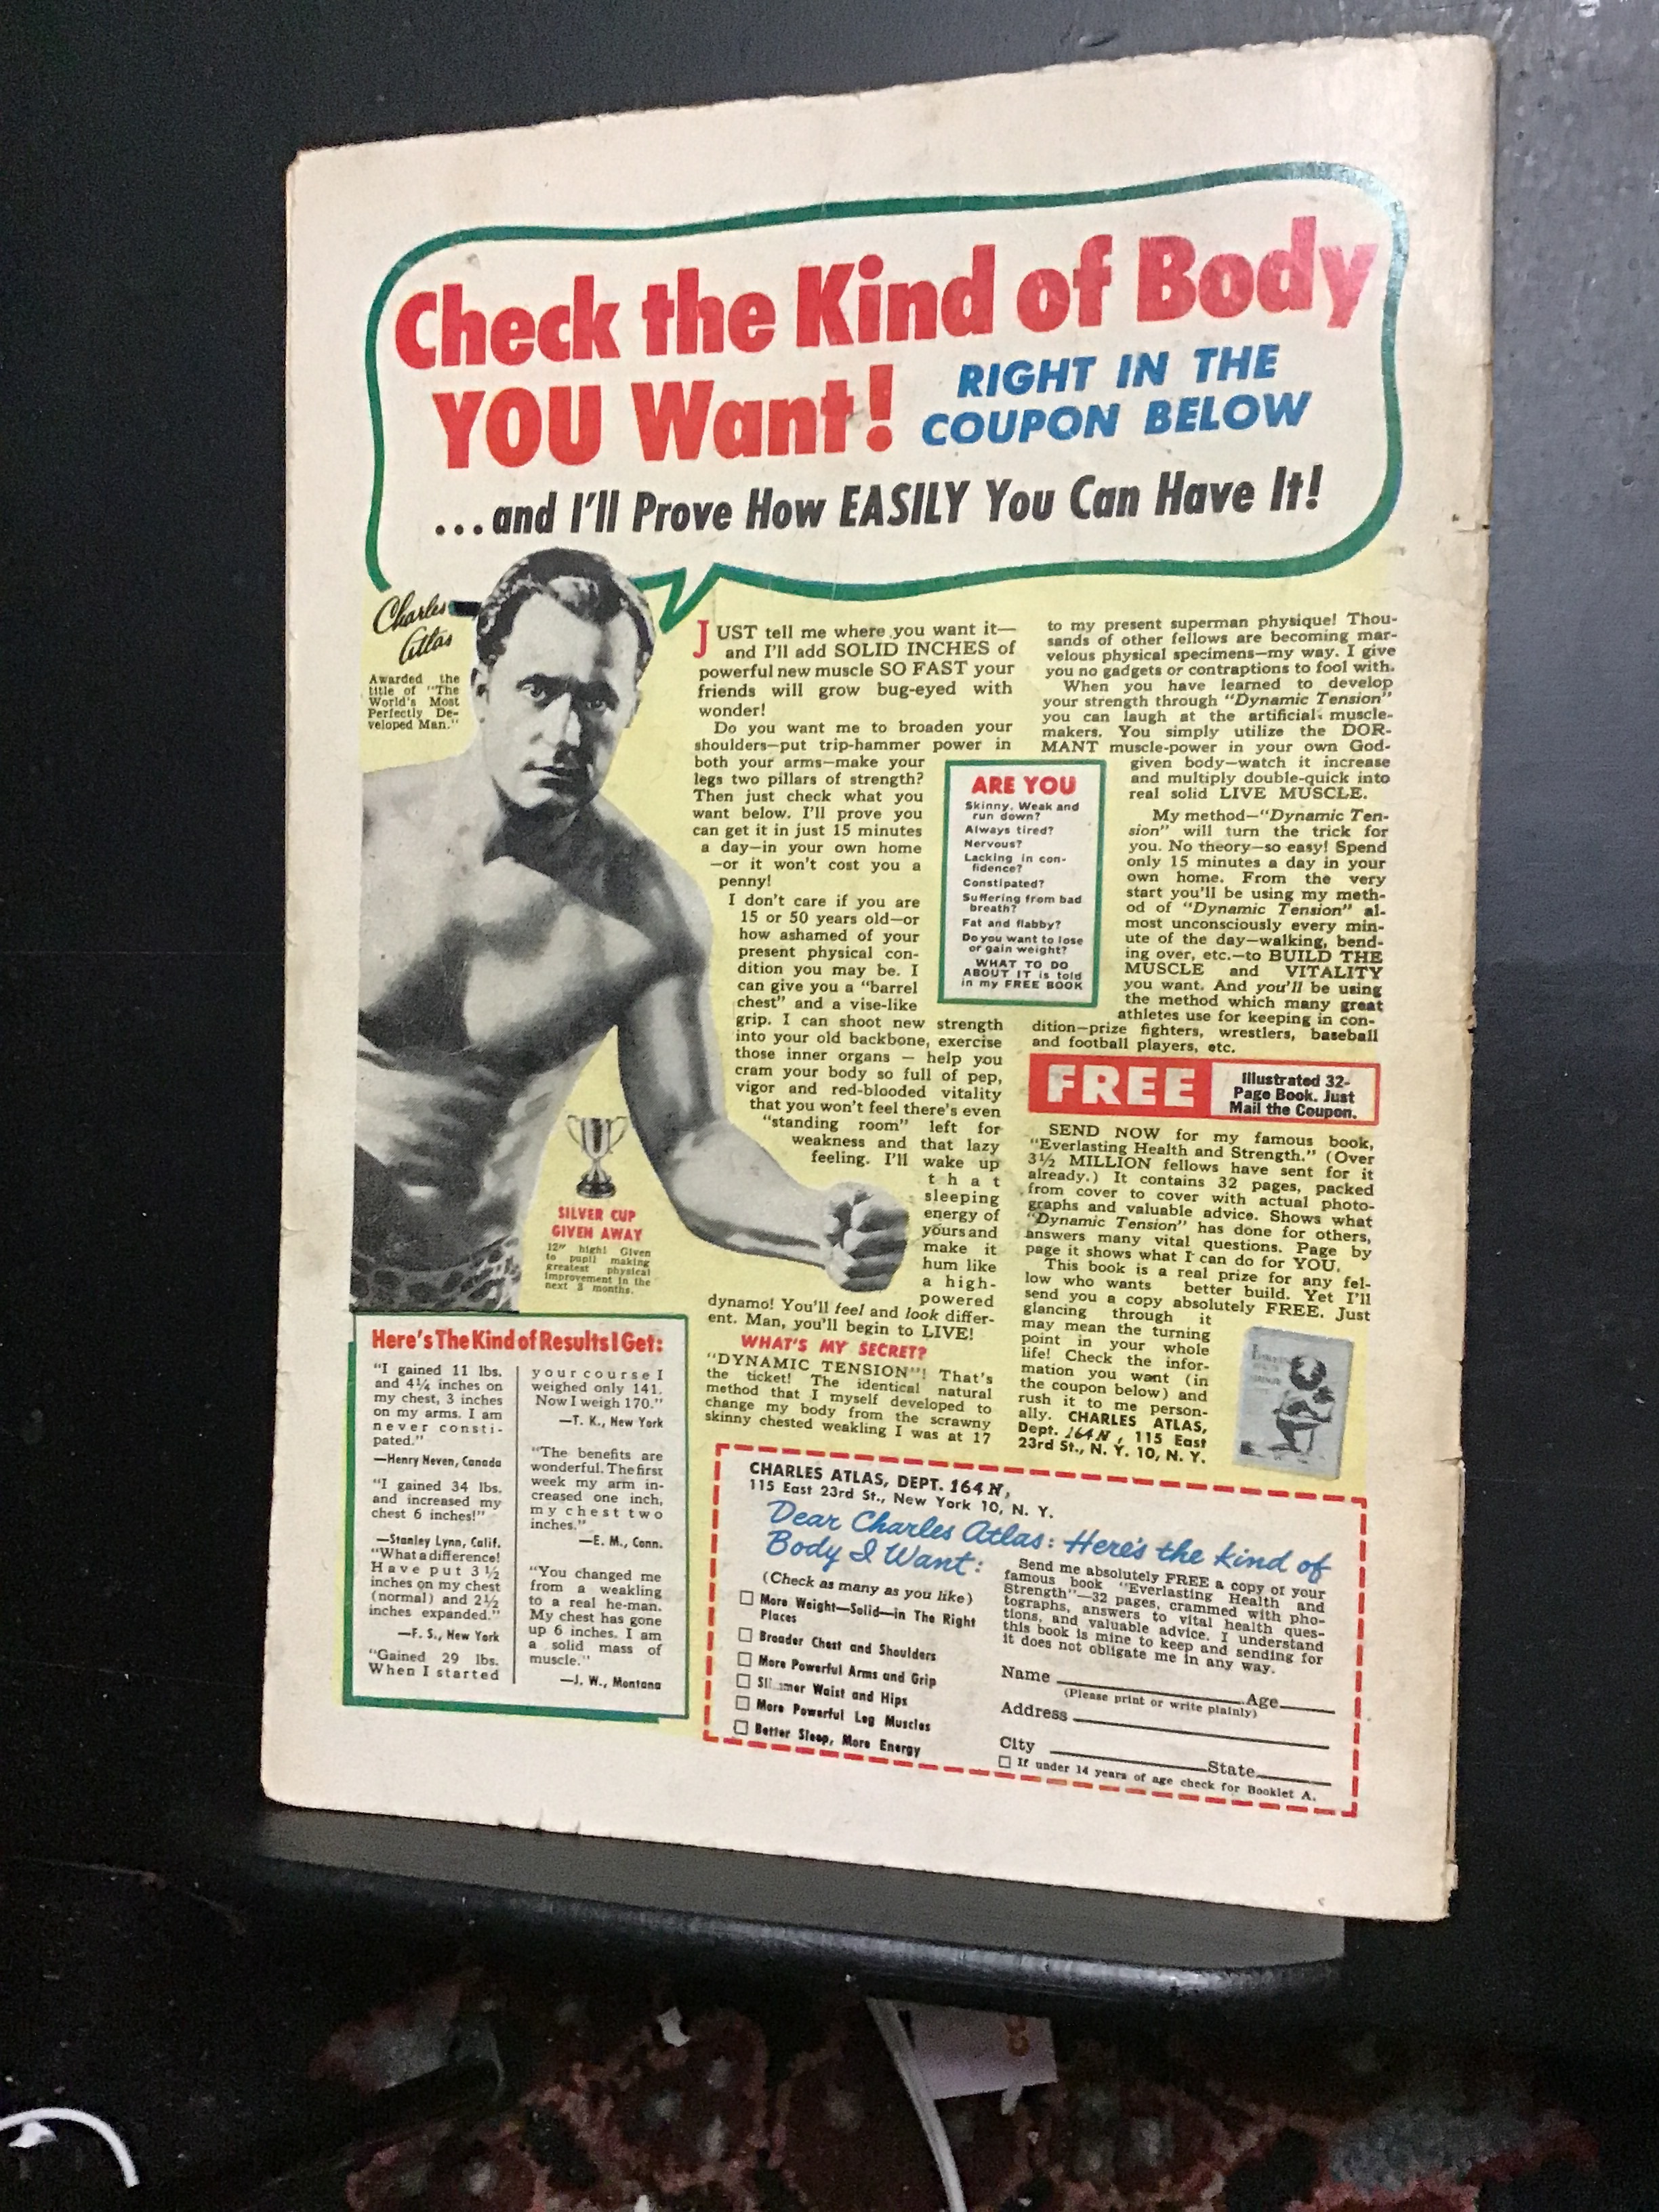 Check the Kind of Body
YOU Want!
RIGHT IN THE
COUPON BELOW
...and I'll Prove How EASILY You Can Have It!
Charles
Atlas
Awarded the
title of "The
World's Most
Perfectly De-
veloped Man."
JUST tell me where you want it—
and I'll add SOLID INCHES of
powerful new muscle SO FAST your
friends will grow bug-eyed with
wonder!
Do you want me to broaden your
shoulders—put trip-hammer power in
both your arms—make your
legs two pillars of strength?
Then just check what you
want below. I'll prove you
can get it in just 15 minutes
a day—in your own home
—or it won't cost you a
penny!
I don't care if you are
15 or 50 years old—or
how ashamed of your
present physical con-
dition you may be. I
can give you a "barrel
chest" and a vise-like
grip. I can shoot new strength
into your old backbone, exercise
those inner organs — help you
cram your body so full of pep,
vigor and red-blooded vitality
that you won't feel there's even
"standing room" left for
weakness and that lazy
feeling. I'll wake up
that
sleeping
energy of
yours and
make it
hum like
a high-
powered
dynamo! You'll feel and look differ-
ent. Man, you'll begin to LIVE!
WHAT'S MY SECRET?
"DYNAMIC TENSION"! That's
the ticket! The identical natural
method that I myself developed to
change my body from the scrawny
skinny chested weakling I was at 17
to my present superman physique! Thou-
sands of other fellows are becoming mar-
velous physical specimens—my way. I give
you no gadgets or contraptions to fool with.
When you have learned to develop
your strength through "Dynamic Tension"
you can laugh at the artificial muscle-
makers. You simply utilize the DOR-
MANT muscle-power in your own God-
given body—watch it increase
and multiply double-quick into
real solid LIVE MUSCLE.
My method—"Dynamic Ten-
sion" will turn the trick for
you. No theory—so easy! Spend
only 15 minutes a day in your
own home. From the very
start you'll be using my meth-
od of "Dynamic Tension" al-
most unconsciously every min-
ute of the day—walking, bend-
ing over, etc.—to BUILD THE
MUSCLE and VITALITY
you want. And you'll be using
the method which many great
athletes use for keeping in con-
dition—prize fighters, wrestlers, baseball
and football players, etc.
ARE YOU
Skinny, Weak and
run down?
Always tired?
Nervous?
Lacking in con-
fidence?
Constipated?
Suffering from bad
breath?
Fat and flabby?
Do you want to lose
or gain weight?
WHAT TO DO
ABOUT IT is told
in my FREE BOOK
FREE
Illustrated 32-
Page Book. Just
Mail the Coupon.
SEND NOW for my famous book,
"Everlasting Health and Strength." (Over
3½ MILLION fellows have sent for it
already.) It contains 32 pages, packed
from cover to cover with actual photo-
graphs and valuable advice. Shows what
"Dynamic Tension" has done for others,
answers many vital questions. Page by
page it shows what I can do for YOU.
This book is a real prize for any fel-
low who wants better build. Yet I'll
send you a copy absolutely FREE. Just
glancing through it
may mean the turning
point in your whole
life! Check the infor-
mation you want (in
the coupon below) and
rush it to me person-
ally. CHARLES ATLAS,
Dept. 164N, 115 East
23rd St., N. Y. 10, N. Y.
SILVER CUP
GIVEN AWAY
12" high! Given
to pupil making
greatest physical
improvement in the
next 3 months.
Here's The Kind of Results I Get:
"I gained 11 lbs.
and 4¼ inches on
my chest, 3 inches
on my arms. I am
never consti-
pated."
—Henry Neven, Canada
"I gained 34 lbs.
and increased my
chest 6 inches!"
—Stanley Lynn, Calif.
"What a difference!
Have put 3½
inches on my chest
(normal) and 2½
inches expanded."
—F. S., New York
"Gained 29 lbs.
When I started
your course I
weighed only 141.
Now I weigh 170."
—T. K., New York
"The benefits are
wonderful. The first
week my arm in-
creased one inch,
my chest two
inches."
—E. M., Conn.
"You changed me
from a weakling
to a real he-man.
My chest has gone
up 6 inches. I am
a solid mass of
muscle."
—J. W., Montana
CHARLES ATLAS, DEPT. 164N,
115 East 23rd St., New York 10, N. Y.
Dear Charles Atlas: Here's the kind of
Body I Want:
(Check as many as you like)
More Weight—Solid—in The Right
Places
Broader Chest and Shoulders
More Powerful Arms and Grip
Waist and Hips
More Powerful Leg Muscles
Better Sleep, More Energy
Send me absolutely FREE a copy of your
famous book "Everlasting Health and
Strength"—32 pages, crammed with pho-
tographs, answers to vital health ques-
tions, and valuable advice. I understand
this book is mine to keep and sending for
it does not obligate me in any way.
Name Age
(Please print or write plainly)
Address
City State
If under 14 years of age check for Booklet A.